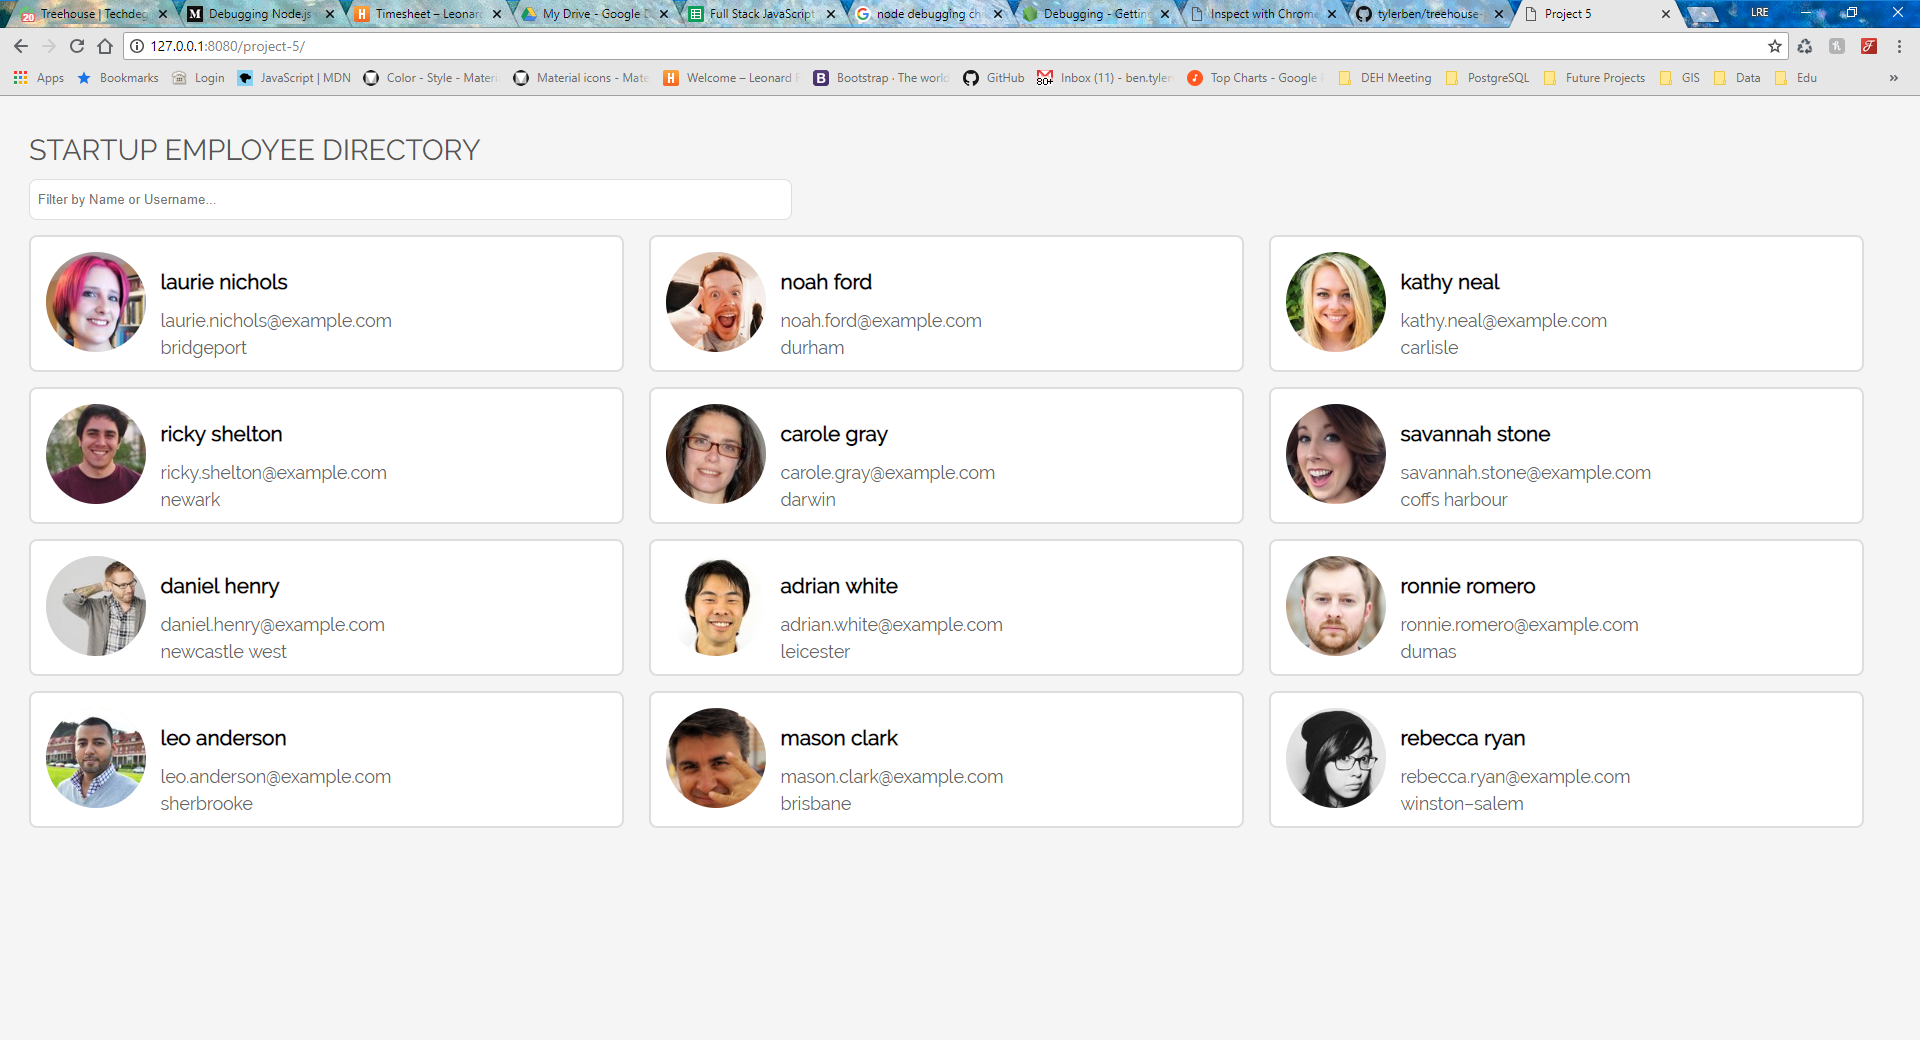 20 Treehouse | Techdeg
M Debugging Node.js
H Timesheet – Leonard
My Drive - Google D
Full Stack JavaScript
G node debugging ch
Debugging - Getting
Inspect with Chrome
tylerben/treehouse-
Project 5
LRE
127.0.0.1:8080/project-5/
Apps
Bookmarks
Login
JavaScript | MDN
Color - Style - Materi
Material icons - Mate
H Welcome – Leonard R
B Bootstrap · The world
GitHub
80+ Inbox (11) - ben.tyler
Top Charts - Google
DEH Meeting
PostgreSQL
Future Projects
GIS
Data
Edu
»
STARTUP EMPLOYEE DIRECTORY
Filter by Name or Username...
laurie nichols
laurie.nichols@example.com
bridgeport
noah ford
noah.ford@example.com
durham
kathy neal
kathy.neal@example.com
carlisle
ricky shelton
ricky.shelton@example.com
newark
carole gray
carole.gray@example.com
darwin
savannah stone
savannah.stone@example.com
coffs harbour
daniel henry
daniel.henry@example.com
newcastle west
adrian white
adrian.white@example.com
leicester
ronnie romero
ronnie.romero@example.com
dumas
leo anderson
leo.anderson@example.com
sherbrooke
mason clark
mason.clark@example.com
brisbane
rebecca ryan
rebecca.ryan@example.com
winston-salem